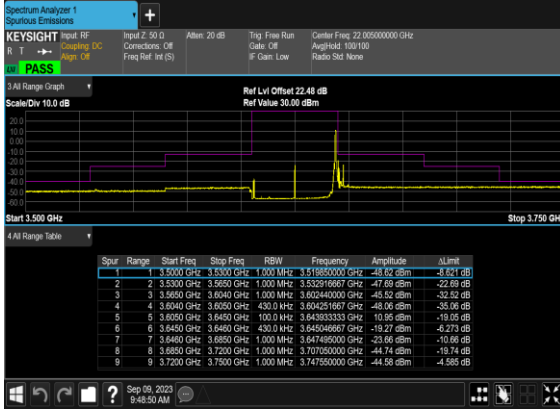 Spectrum Analyzer 1
Spurious Emissions
+
KEYSIGHT Input: RF Input Z: 50 Ω Atten: 20 dB Trig: Free Run Center Freq: 22.005000000 GHz
R T Coupling: DC Corrections: Off Gate: Off Avg|Hold: 100/100
Align: Off Freq Ref: Int (S) IF Gain: Low Radio Std: None
PASS
3 All Range Graph
Ref Lvl Offset 22.48 dB
Scale/Div 10.0 dB Ref Value 30.00 dBm
20.0
10.0
0.00
-10.0
-20.0
-30.0
-40.0
-50.0
-60.0
Start 3.500 GHz Stop 3.750 GH
4 All Range Table
Spur Range Start Freq Stop Freq RBW Frequency Amplitude ΔLimit
1 1 3.5000 GHz 3.5300 GHz 1.000 MHz 3.519850000 GHz -48.62 dBm -8.621 dB
2 2 3.5300 GHz 3.5650 GHz 1.000 MHz 3.532916667 GHz -47.69 dBm -22.69 dB
3 3 3.5650 GHz 3.6040 GHz 1.000 MHz 3.602440000 GHz -45.52 dBm -32.52 dB
4 4 3.6040 GHz 3.6050 GHz 430.0 kHz 3.604251667 GHz -48.06 dBm -35.06 dB
5 5 3.6050 GHz 3.6450 GHz 100.0 kHz 3.643933333 GHz 10.95 dBm -19.05 dB
6 6 3.6450 GHz 3.6460 GHz 430.0 kHz 3.645046667 GHz -19.27 dBm -6.273 dB
7 7 3.6460 GHz 3.6850 GHz 1.000 MHz 3.647495000 GHz -23.66 dBm -10.66 dB
8 8 3.6850 GHz 3.7200 GHz 1.000 MHz 3.707050000 GHz -44.74 dBm -19.74 dB
9 9 3.7200 GHz 3.7500 GHz 1.000 MHz 3.747550000 GHz -44.58 dBm -4.585 dB
? Sep 09, 2023
9:48:50 AM